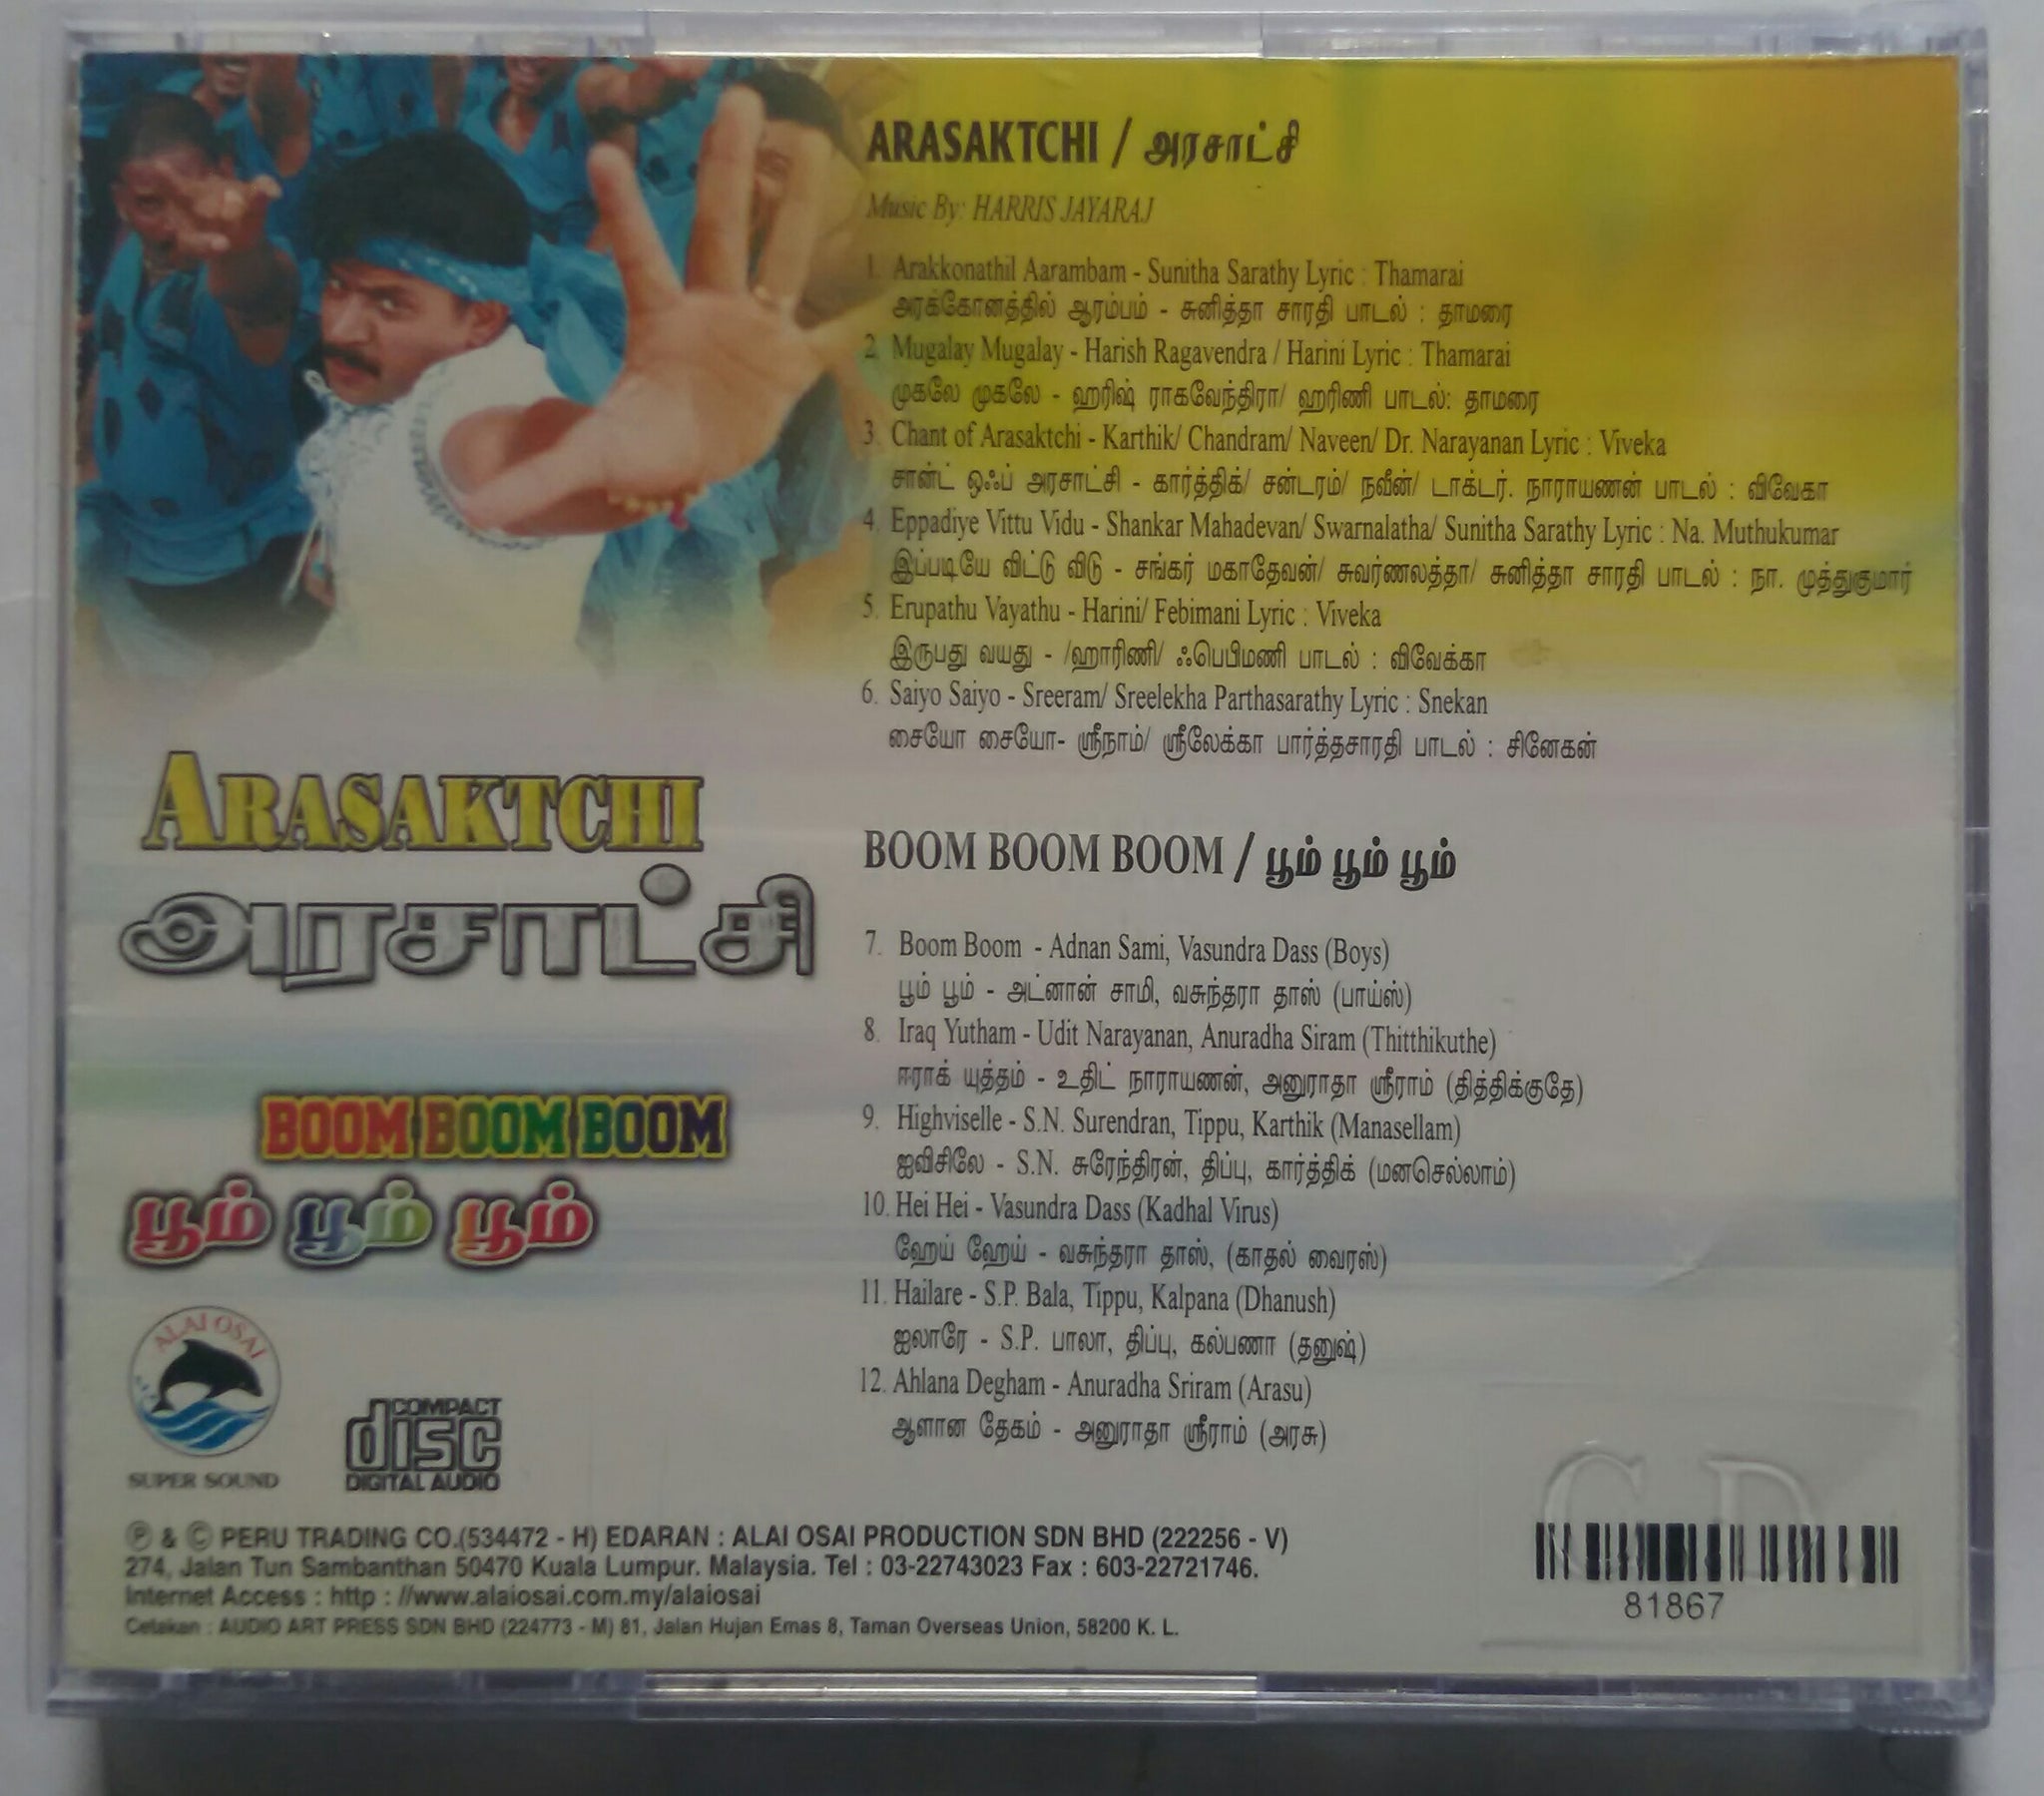 ARASAKTCHI / அரசாட்சி
Music By: HARRIS JAYARAJ
1. Arakkonathil Aarambam - Sunitha Sarathy Lyric : Thamarai
அரக்கோனத்தில் ஆரம்பம் - சுனித்தா சாரதி பாடல் : தாமரை
2. Mugalay Mugalay - Harish Ragavendra / Harini Lyric : Thamarai
முகலே முகலே - ஹரிஷ் ராகவேந்திரா/ ஹரிணி பாடல்: தாமரை
3. Chant of Arasaktchi - Karthik/ Chandram/ Naveen/ Dr. Narayanan Lyric : Viveka
சான்ட் ஒஃப் அரசாட்சி - கார்த்திக்/ சன்டரம்/ நவீன்/ டாக்டர். நாராயணன் பாடல் : விவேகா
4. Eppadiye Vittu Vidu - Shankar Mahadevan/ Swarnalatha/ Sunitha Sarathy Lyric : Na. Muthukumar
இப்படியே விட்டு விடு - சங்கர் மகாதேவன்/ சுவர்ணலத்தா/ சுனித்தா சாரதி பாடல் : நா. முத்துகுமார்
5. Erupathu Vayathu - Harini/ Febimani Lyric : Viveka
இருபது வயது - /ஹாரிணி/ ஃபெபிமணி பாடல் : விவேக்கா
6. Saiyo Saiyo - Sreeram/ Sreelekha Parthasarathy Lyric : Snekan
சையோ சையோ- ஸ்ரீநாம்/ ஸ்ரீலேக்கா பார்த்தசாரதி பாடல் : சினேகன்
ARASAKTCHI
அரசாட்சி
BOOM BOOM BOOM / பூம் பூம் பூம்
7. Boom Boom - Adnan Sami, Vasundra Dass (Boys)
பூம் பூம் - அட்னான் சாமி, வசுந்தரா தாஸ் (பாய்ஸ்)
8. Iraq Yutham - Udit Narayanan, Anuradha Siram (Thitthikuthe)
ஈராக் யுத்தம் - உதிட் நாராயணன், அனுராதா ஸ்ரீராம் (தித்திக்குதே)
9. Highviselle - S.N. Surendran, Tippu, Karthik (Manasellam)
ஐவிசிலே - S.N. சுரேந்திரன், திப்பு, கார்த்திக் (மனசெல்லாம்)
10. Hei Hei - Vasundra Dass (Kadhal Virus)
ஹேய் ஹேய் - வசுந்தரா தாஸ், (காதல் வைரஸ்)
11. Hailare - S.P. Bala, Tippu, Kalpana (Dhanush)
ஐலாரே - S.P. பாலா, திப்பு, கல்பணா (தனுஷ்)
12. Ahlana Degham - Anuradha Sriram (Arasu)
ஆளான தேகம் - அனுராதா ஸ்ரீராம் (அரசு)
BOOM BOOM BOOM
பூம் பூம் பூம்
ALAI OSAI
SUPER SOUND
COMPACT
disc
DIGITAL AUDIO
CD
Ⓟ & © PERU TRADING CO.(534472 - H) EDARAN : ALAI OSAI PRODUCTION SDN BHD (222256 - V)
274, Jalan Tun Sambanthan 50470 Kuala Lumpur. Malaysia. Tel : 03-22743023 Fax : 603-22721746.
Internet Access : http : //www.alaiosai.com.my/alaiosai
Cetakan : AUDIO ART PRESS SDN BHD (224773 - M) 81, Jalan Hujan Emas 8, Taman Overseas Union, 58200 K. L.
81867